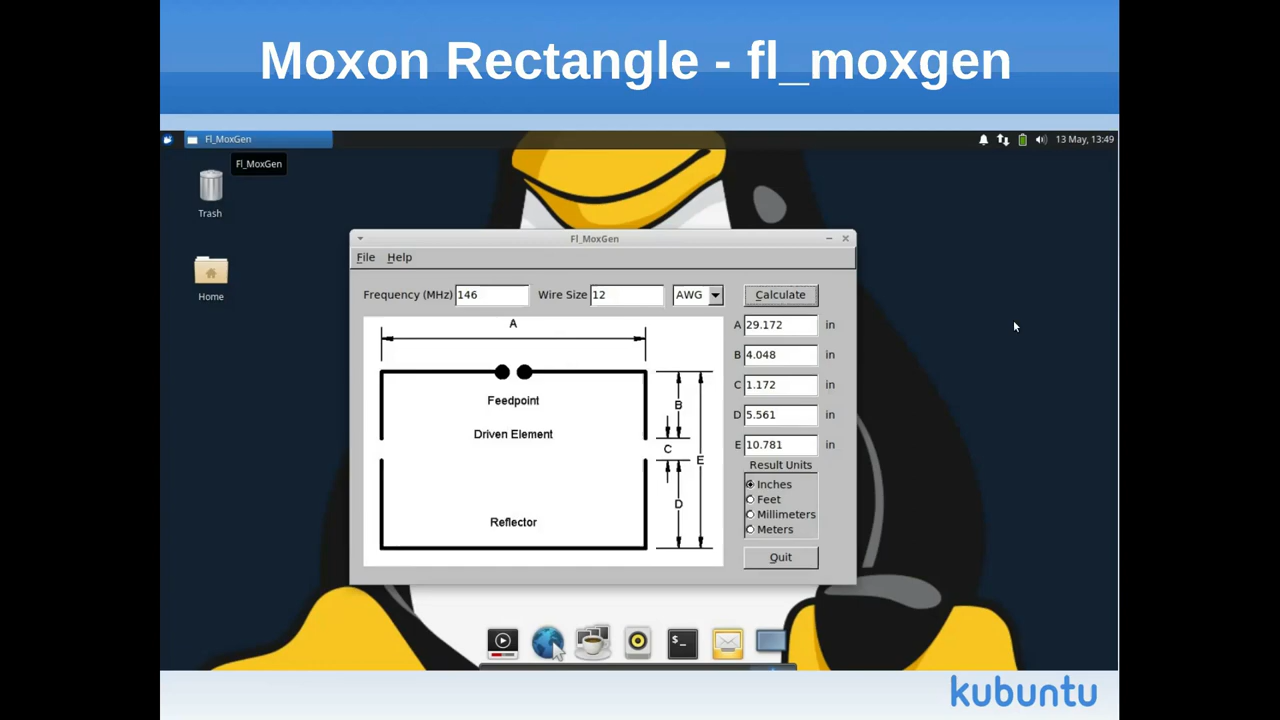 Moxon Rectangle - fl_moxgen
Fl_MoxGen
13 May, 13:49
Fl_MoxGen
Trash
Home
Fl_MoxGen
File Help
Frequency (MHz) 146 Wire Size 12 AWG Calculate
A
A 29.172 in
B 4.048 in
C 1.172 in
D 5.561 in
E 10.781 in
Feedpoint
Driven Element
Reflector
B
C
E
D
Result Units
Inches
Feet
Millimeters
Meters
Quit
$_
kubuntu